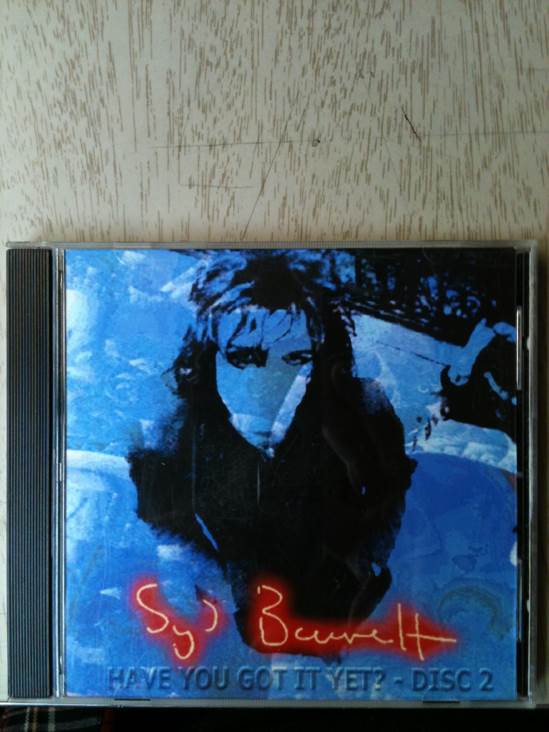 Syd Barrett
HAVE YOU GOT IT YET? - DISC 2